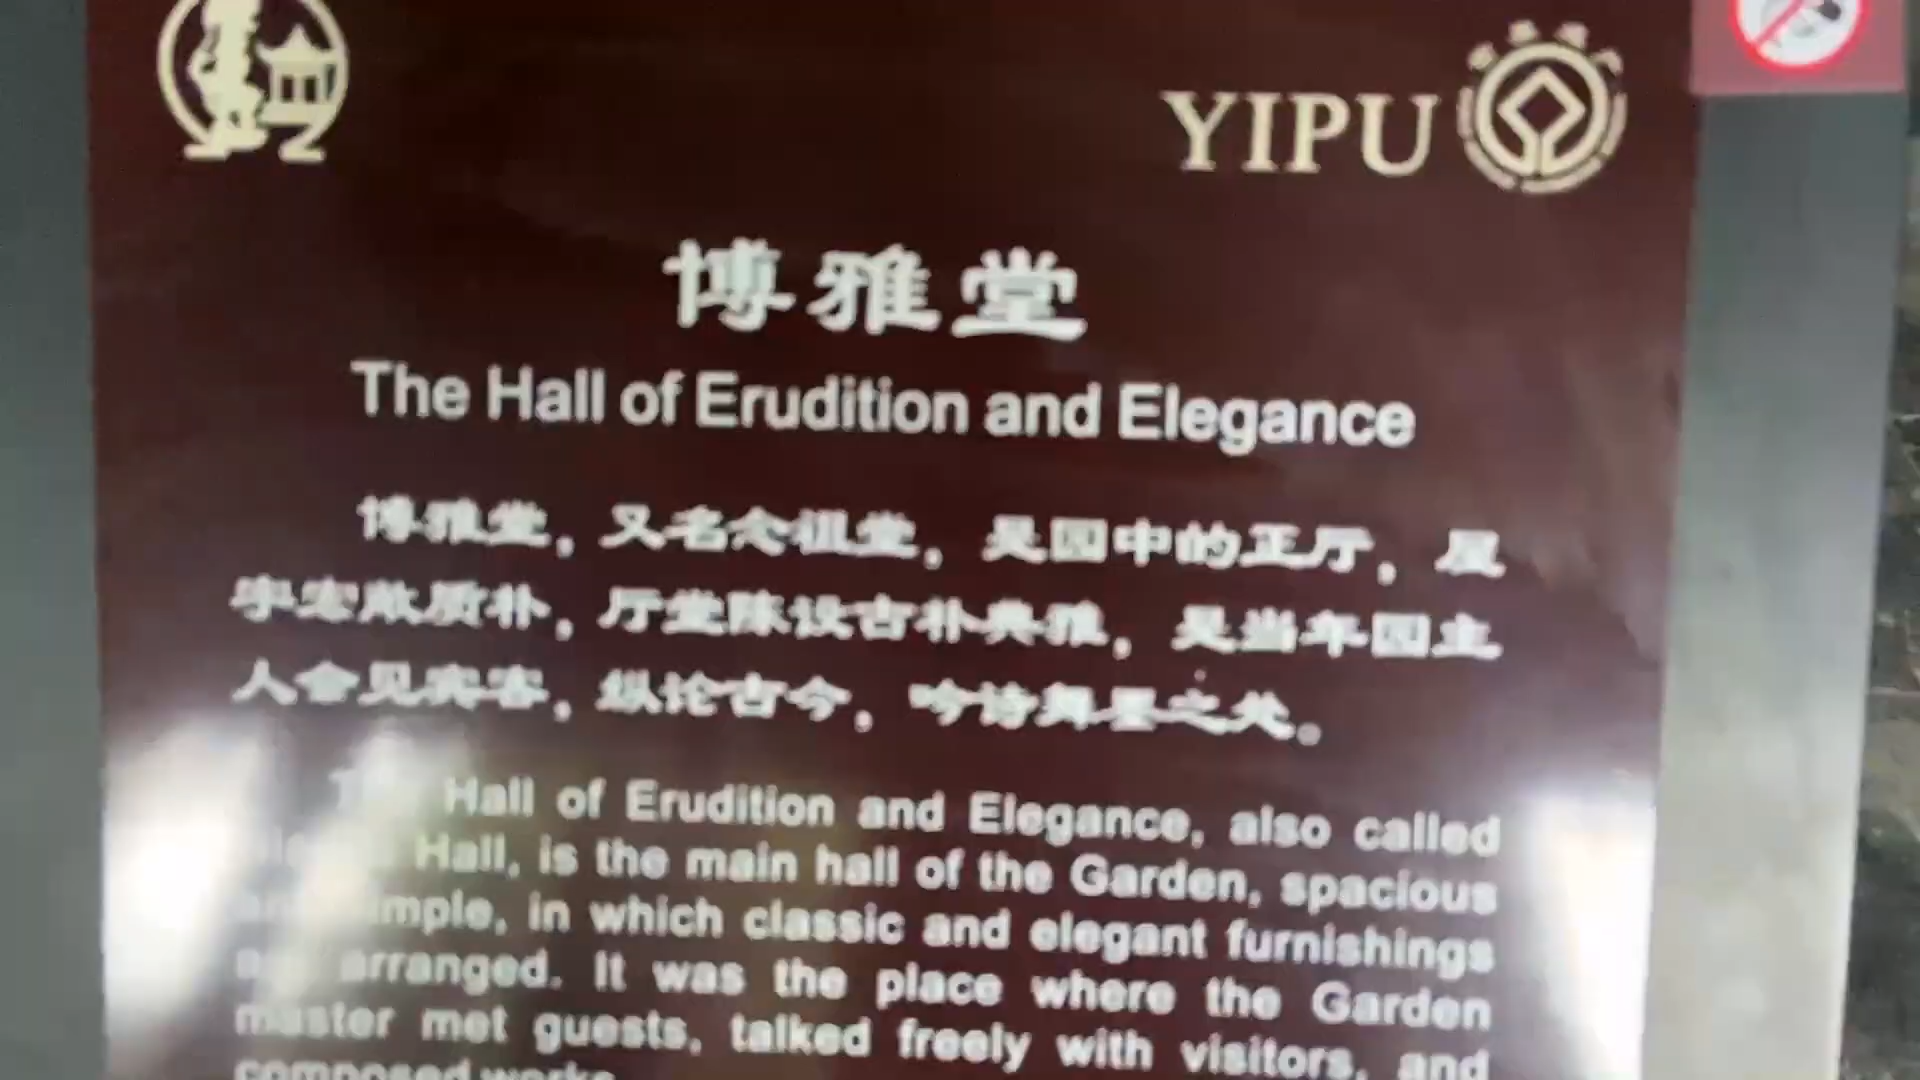 YIPU
博雅堂
The Hall of Erudition and Elegance
博雅堂，又名念祖堂，是园中的正厅，屋
宇宏敞质朴，厅堂陈设古朴典雅，是当年园主
人会见宾客，纵论古今，吟诗舞墨之处。
Hall of Erudition and Elegance, also called
Hall, is the main hall of the Garden, spacious
simple, in which classic and elegant furnishings
arranged. It was the place where the Garden
master met guests, talked freely with visitors, and
composed works.